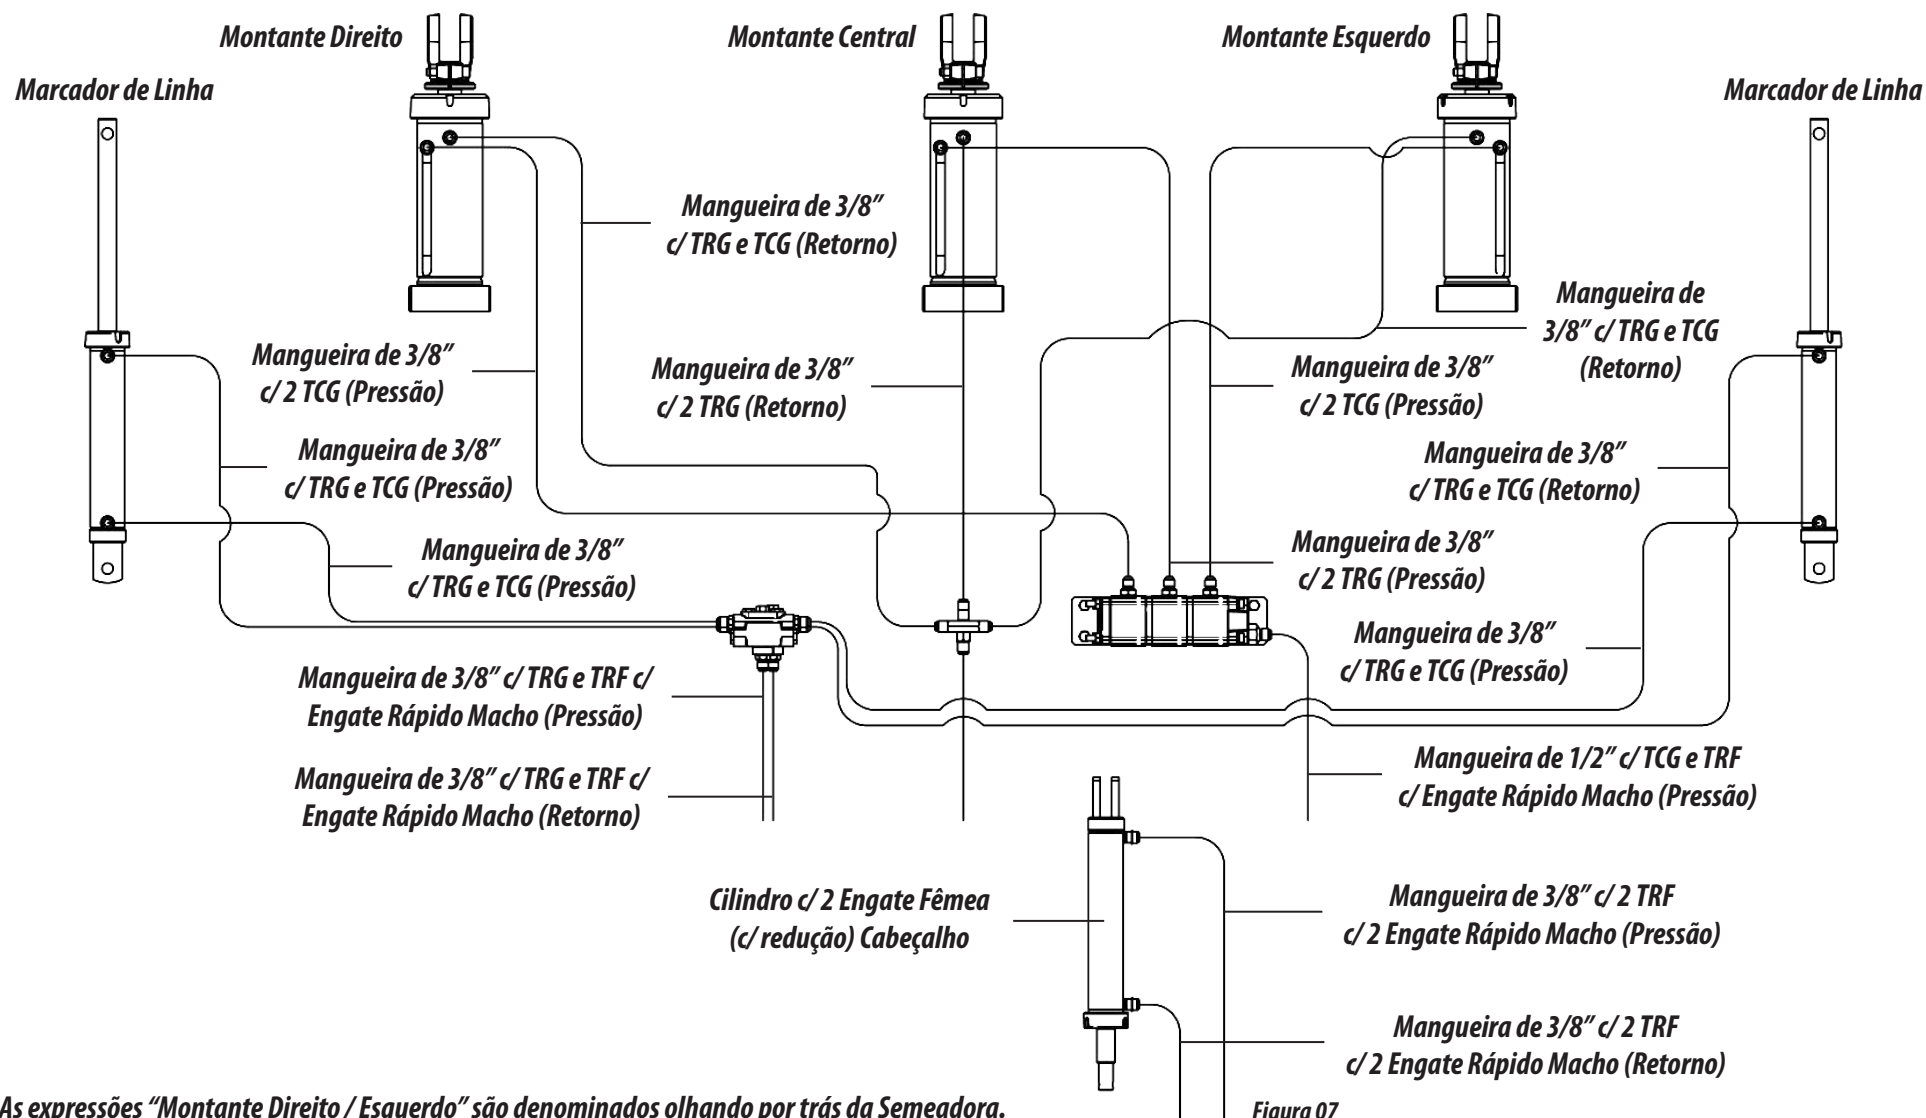 Montante Direito
Montante Central
Montante Esquerdo
Marcador de Linha
Marcador de Linha
Mangueira de 3/8”
c/ TRG e TCG (Retorno)
Mangueira de
3/8” c/ TRG e TCG
(Retorno)
Mangueira de 3/8”
c/ 2 TCG (Pressão)
Mangueira de 3/8”
c/ 2 TRG (Retorno)
Mangueira de 3/8”
c/ 2 TCG (Pressão)
Mangueira de 3/8”
c/ TRG e TCG (Pressão)
Mangueira de 3/8”
c/ TRG e TCG (Retorno)
Mangueira de 3/8”
c/ TRG e TCG (Pressão)
Mangueira de 3/8”
c/ 2 TRG (Pressão)
Mangueira de 3/8”
c/ TRG e TCG (Pressão)
Mangueira de 3/8” c/ TRG e TRF c/
Engate Rápido Macho (Pressão)
Mangueira de 3/8” c/ TRG e TRF c/
Engate Rápido Macho (Retorno)
Mangueira de 1/2” c/ TCG e TRF
c/ Engate Rápido Macho (Pressão)
Cilindro c/ 2 Engate Fêmea
(c/ redução) Cabeçalho
Mangueira de 3/8” c/ 2 TRF
c/ 2 Engate Rápido Macho (Pressão)
Mangueira de 3/8” c/ 2 TRF
c/ 2 Engate Rápido Macho (Retorno)
As expressões “Montante Direito / Esquerdo” são denominados olhando por trás da Semeadora.
Figura 07